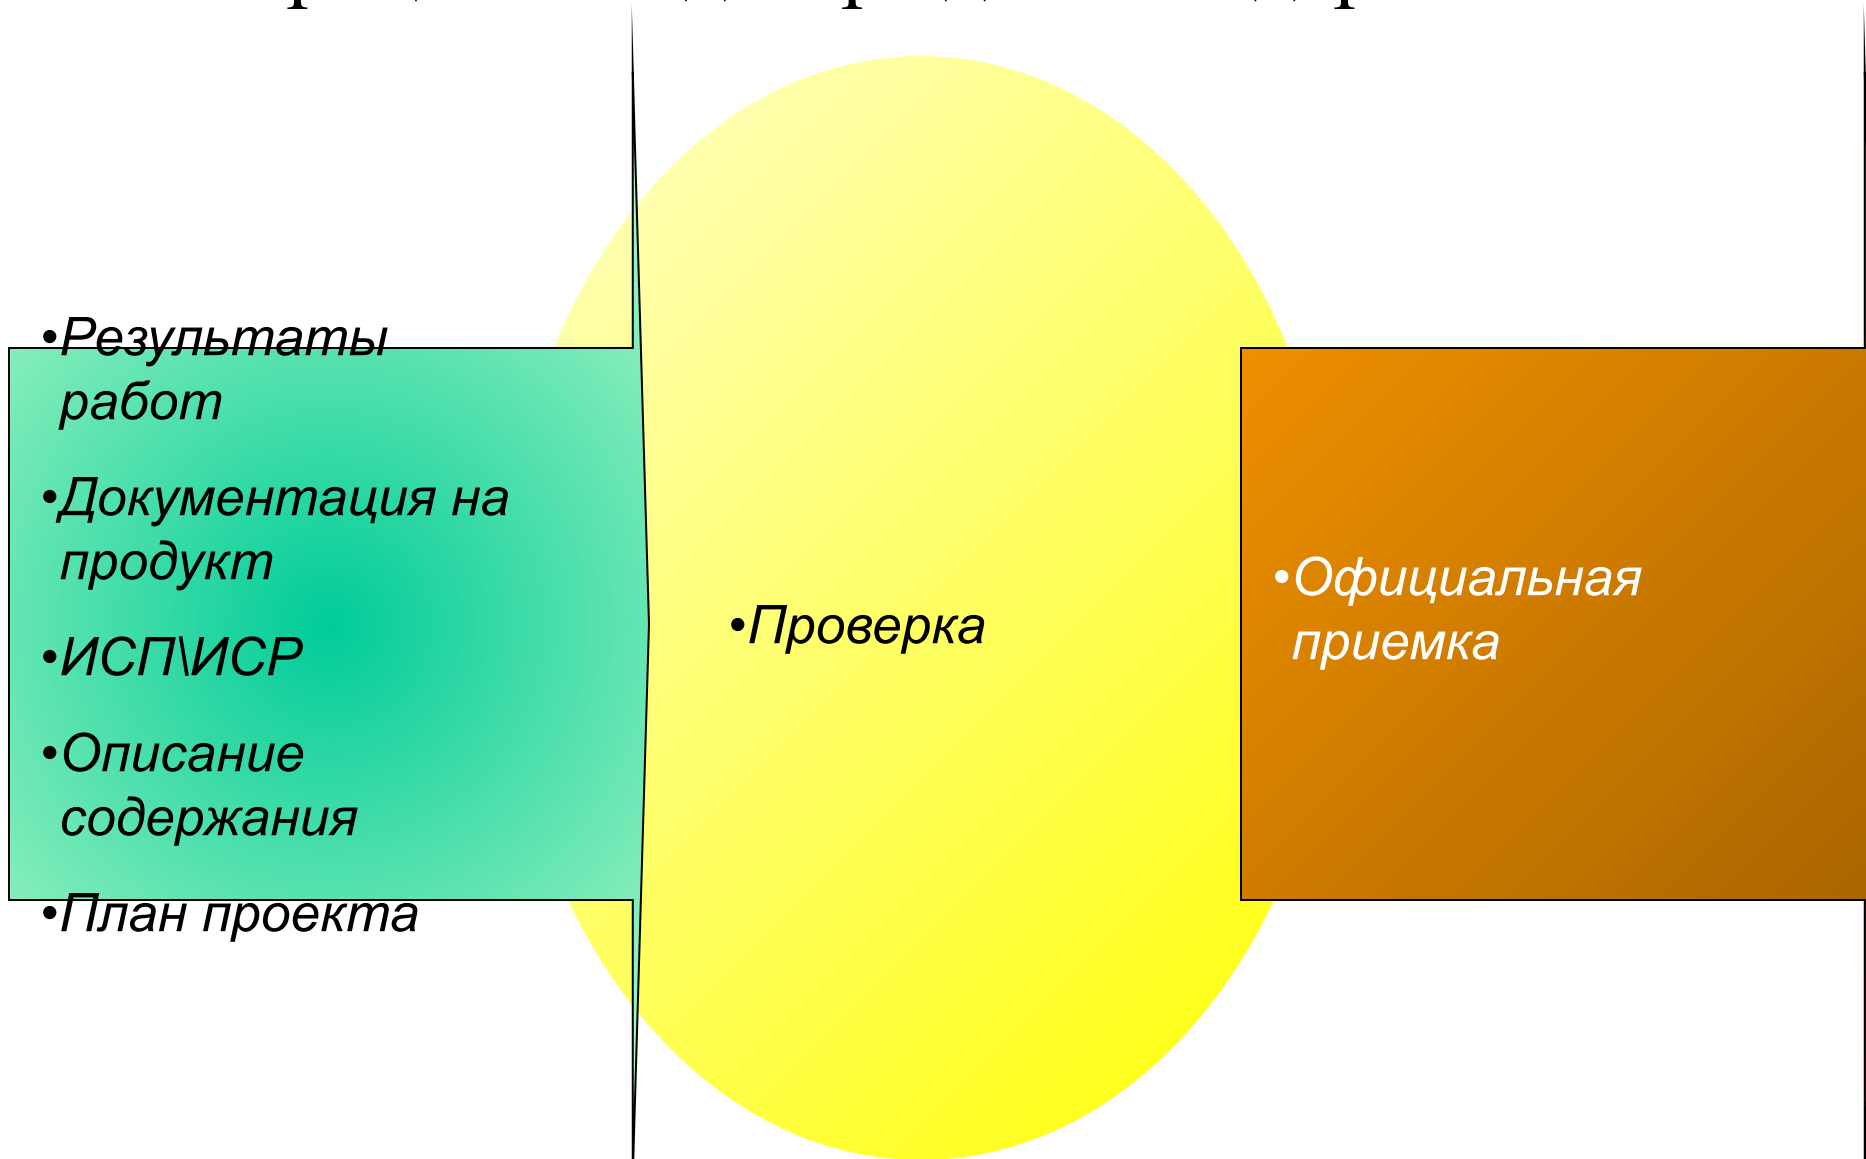 •Результаты
работ
•Документация на
продукт
•ИСП\ИСР
•Описание
содержания
•План проекта
•Проверка
•Официальная
приемка